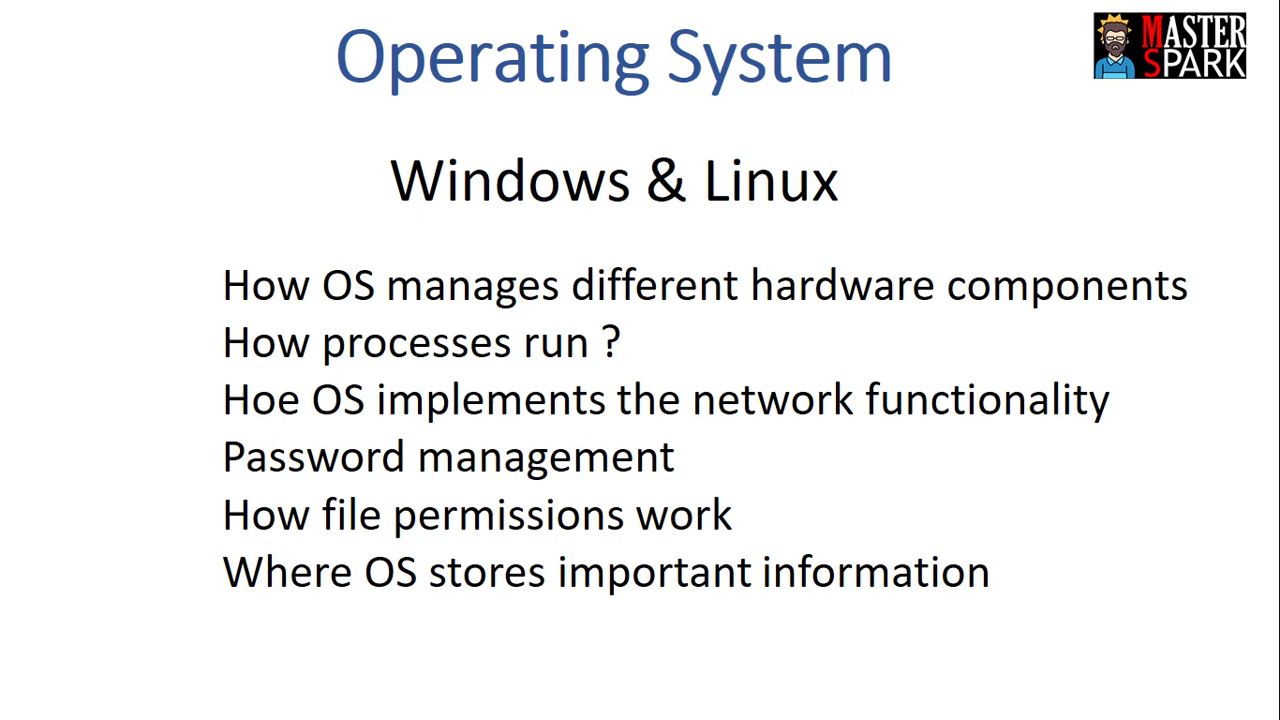 Operating System
MASTER
SPARK
Windows & Linux
How OS manages different hardware components
How processes run ?
Hoe OS implements the network functionality
Password management
How file permissions work
Where OS stores important information